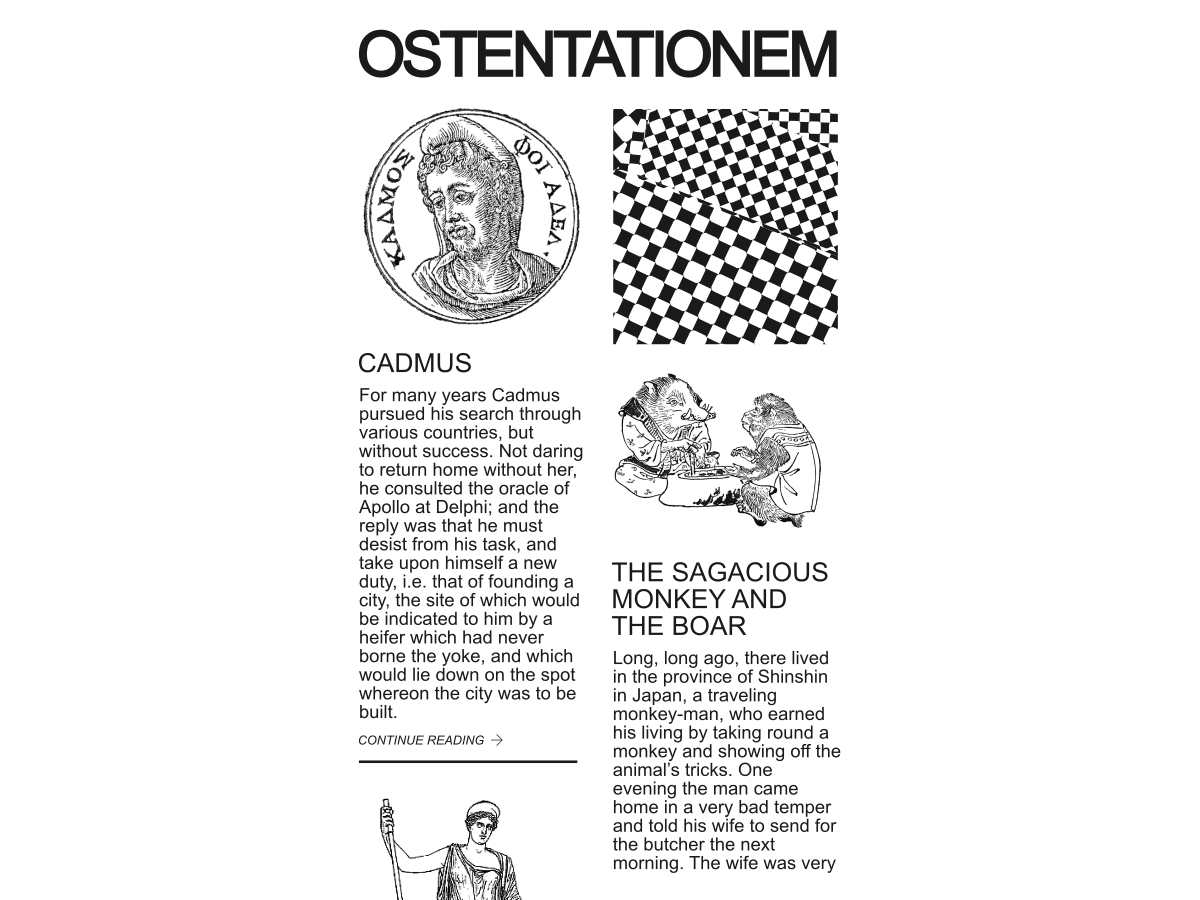 OSTENTATIONEM
ΚΑΔΜΟΣ
ΦΟΙ ΑΔΕΛ.
CADMUS
For many years Cadmus
pursued his search through
various countries, but
without success. Not daring
to return home without her,
he consulted the oracle of
Apollo at Delphi; and the
reply was that he must
desist from his task, and
take upon himself a new
duty, i.e. that of founding a
city, the site of which would
be indicated to him by a
heifer which had never
borne the yoke, and which
would lie down on the spot
whereon the city was to be
built.
CONTINUE READING →
THE SAGACIOUS
MONKEY AND
THE BOAR
Long, long ago, there lived
in the province of Shinshin
in Japan, a traveling
monkey-man, who earned
his living by taking round a
monkey and showing off the
animal’s tricks. One
evening the man came
home in a very bad temper
and told his wife to send for
the butcher the next
morning. The wife was very